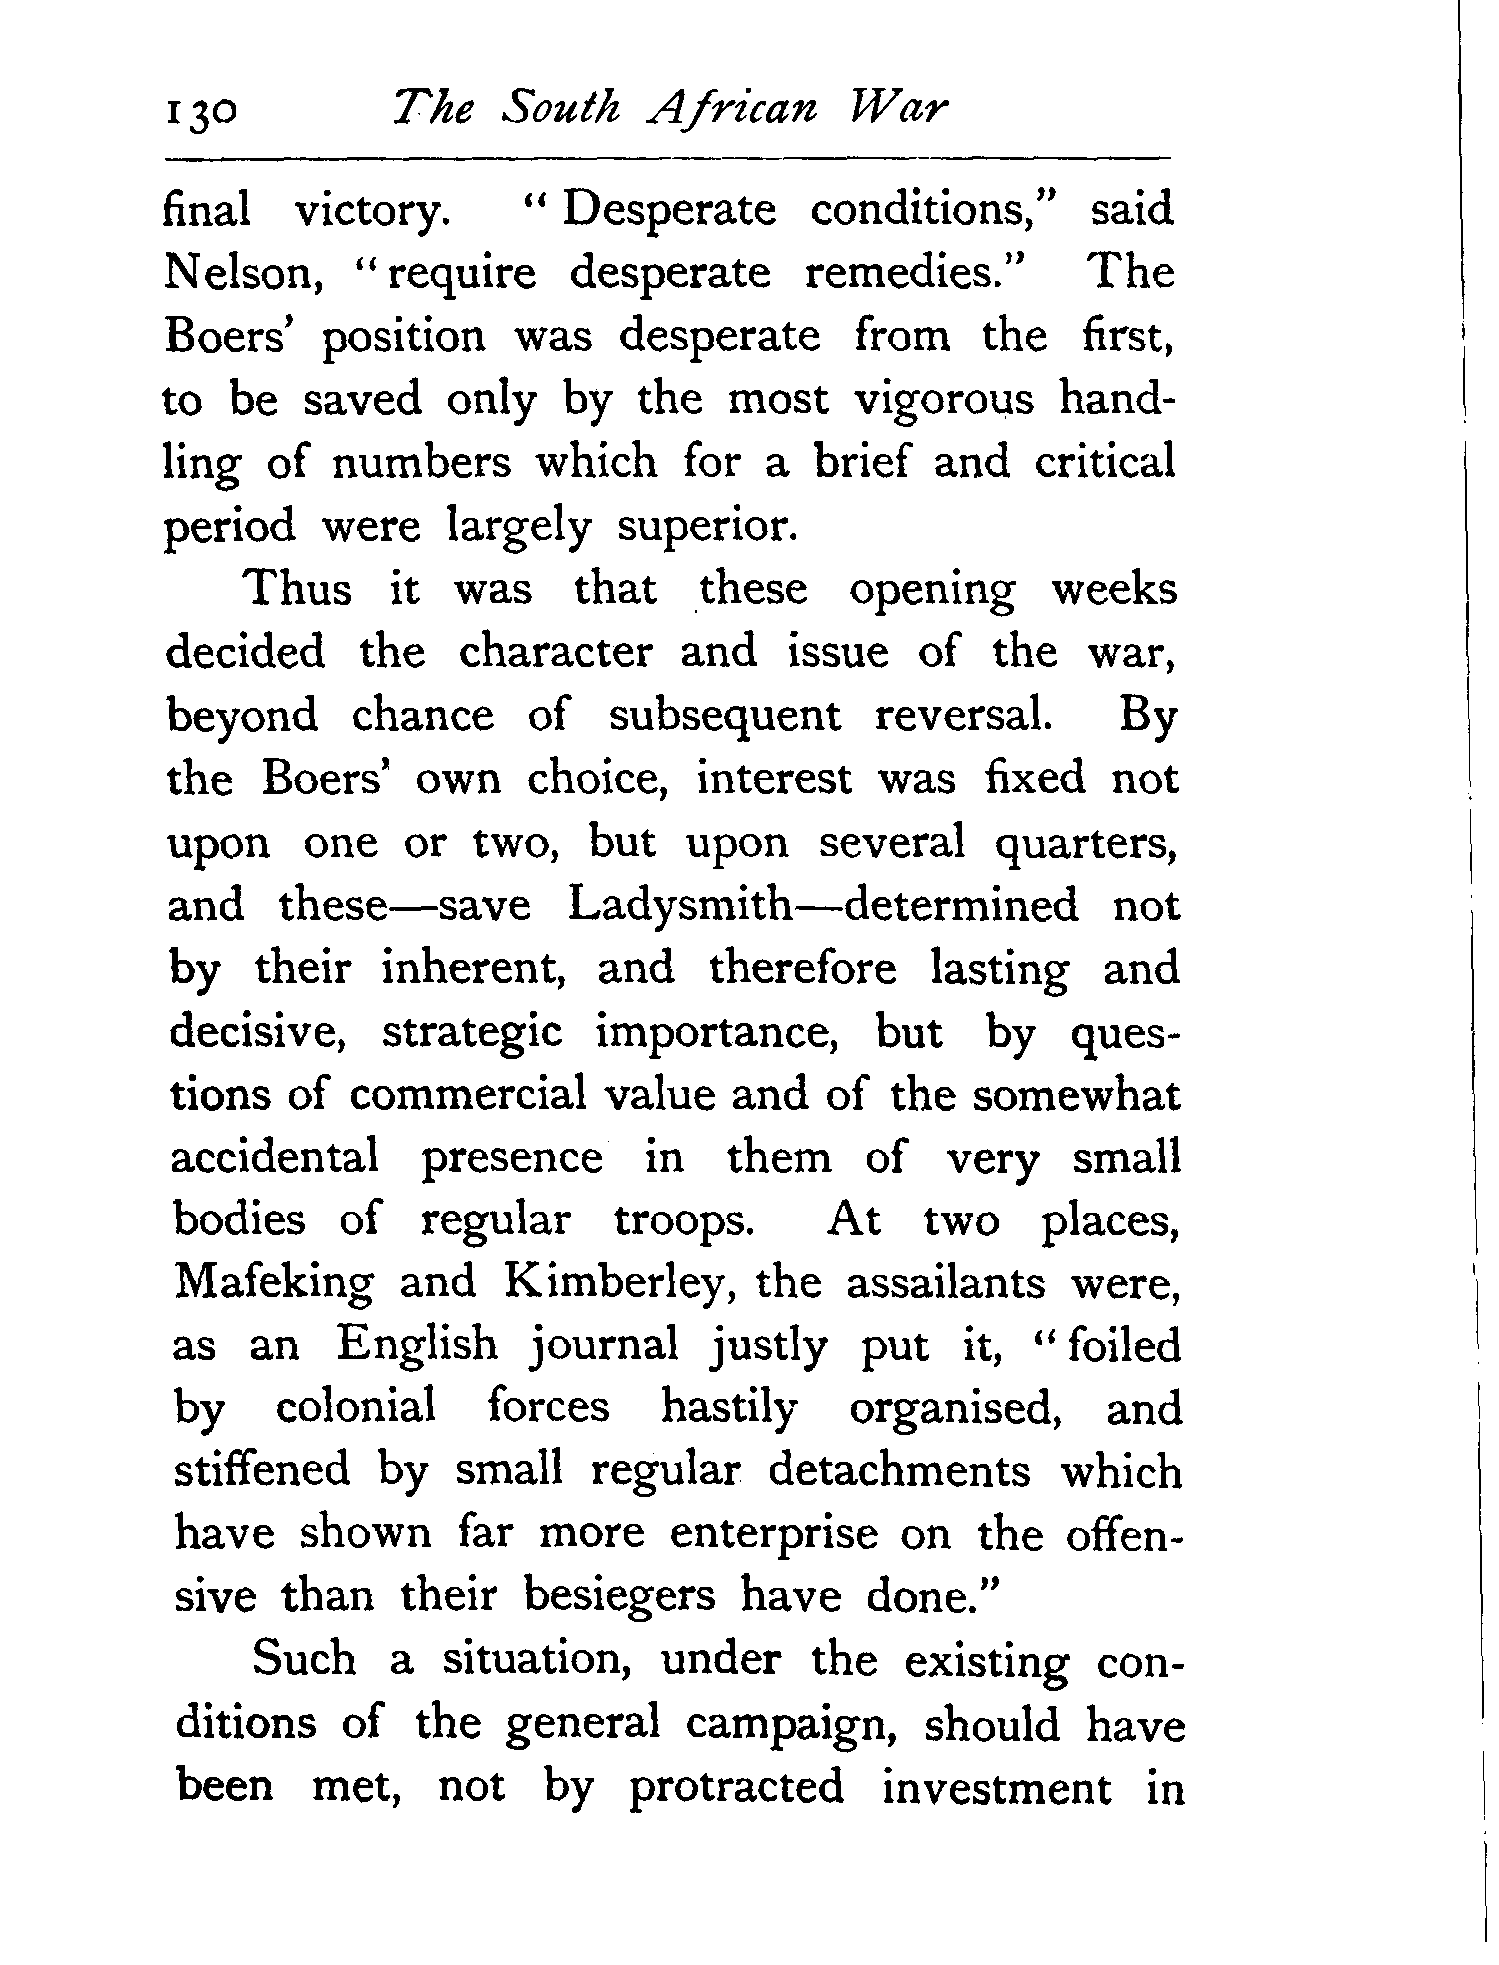 130 The South African War
final victory. “ Desperate conditions,” said
Nelson, “ require desperate remedies.” The
Boers’ position was desperate from the first,
to be saved only by the most vigorous hand-
ling of numbers which for a brief and critical
period were largely superior.
Thus it was that these opening weeks
decided the character and issue of the war,
beyond chance of subsequent reversal. By
the Boers’ own choice, interest was fixed not
upon one or two, but upon several quarters,
and these—save Ladysmith—determined not
by their inherent, and therefore lasting and
decisive, strategic importance, but by ques-
tions of commercial value and of the somewhat
accidental presence in them of very small
bodies of regular troops. At two places,
Mafeking and Kimberley, the assailants were,
as an English journal justly put it, “ foiled
by colonial forces hastily organised, and
stiffened by small regular detachments which
have shown far more enterprise on the offen-
sive than their besiegers have done.”
Such a situation, under the existing con-
ditions of the general campaign, should have
been met, not by protracted investment in